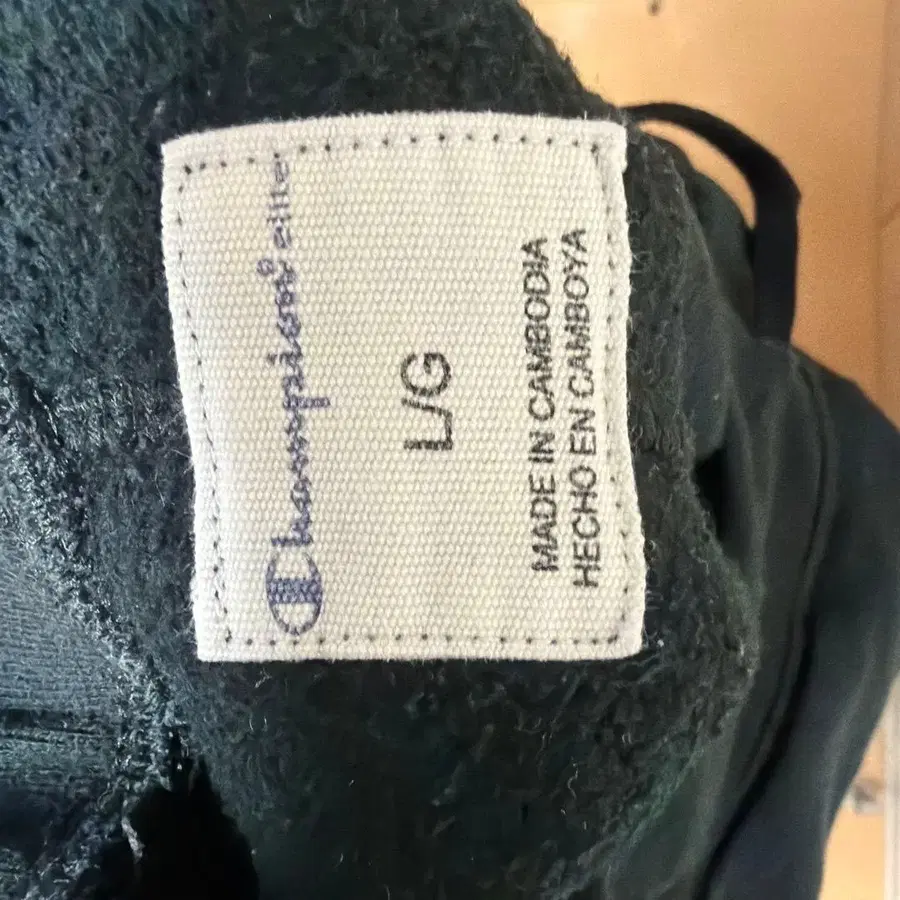 Champion® elite
L/G
MADE IN CAMBODIA
HECHO EN CAMBOYA